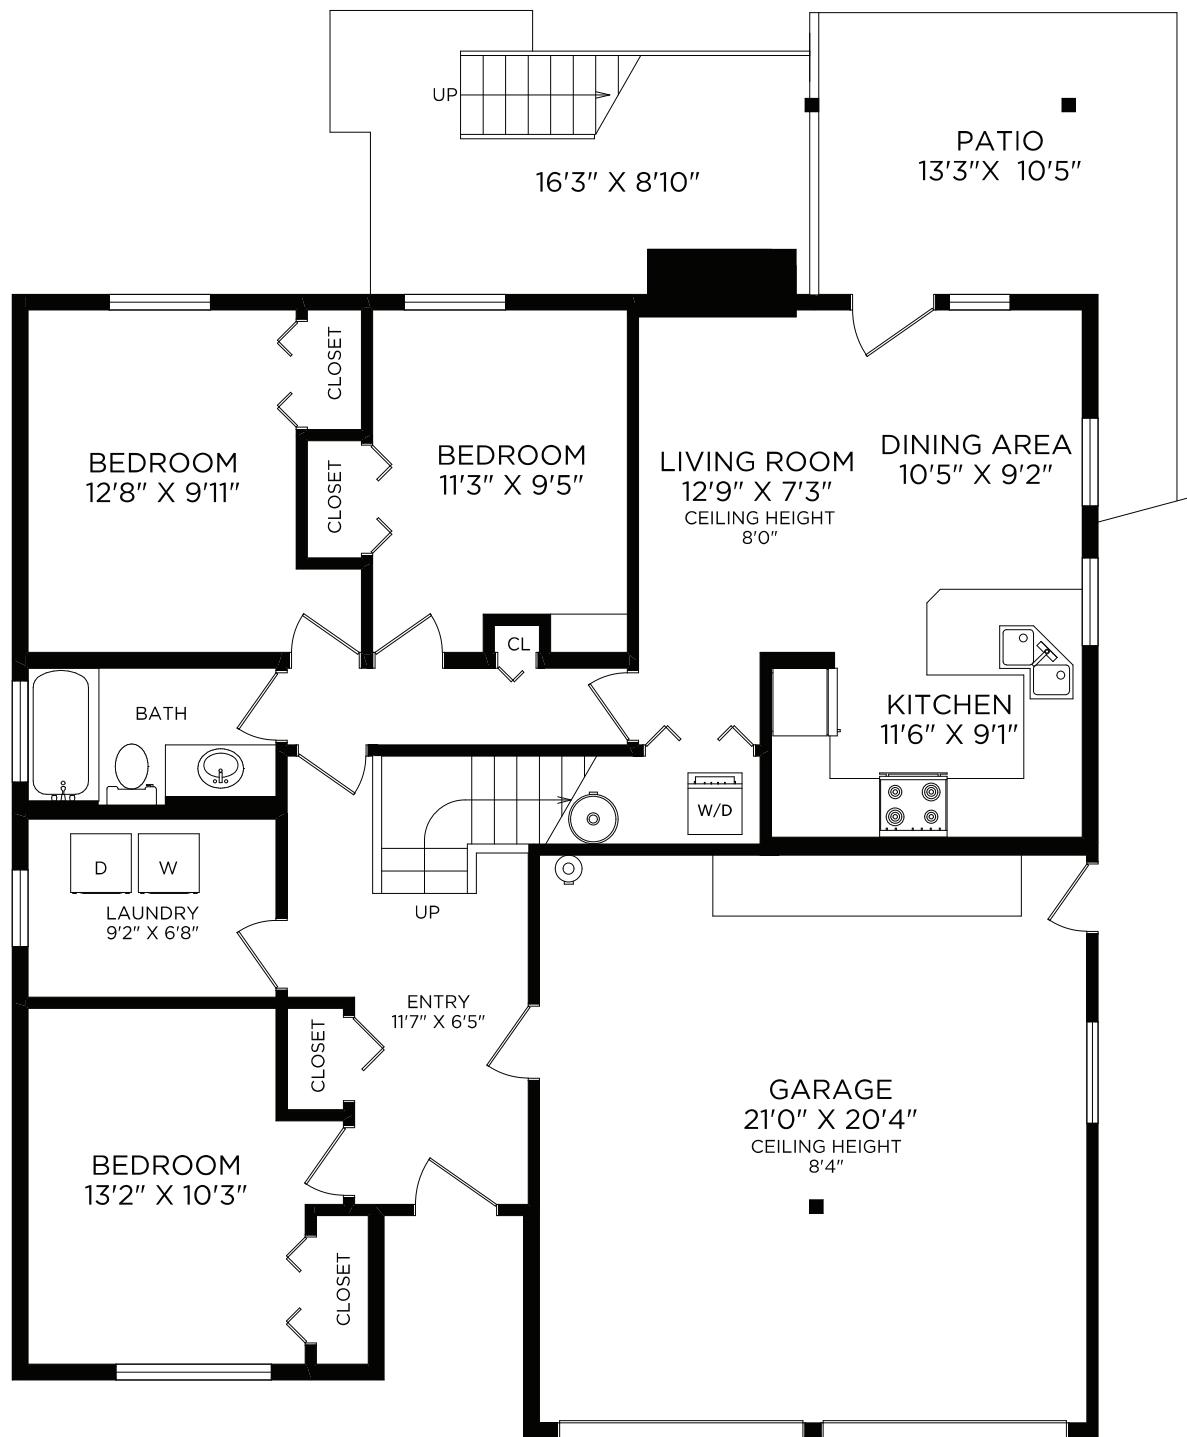 UP
16'3" X 8'10"
PATIO
13'3"X 10'5"
CLOSET
BEDROOM
12'8" X 9'11"
CLOSET
BEDROOM
11'3" X 9'5"
LIVING ROOM
12'9" X 7'3"
CEILING HEIGHT
8'0"
DINING AREA
10'5" X 9'2"
CL
BATH
KITCHEN
11'6" X 9'1"
W/D
D
W
LAUNDRY
9'2" X 6'8"
UP
ENTRY
11'7" X 6'5"
CLOSET
GARAGE
21'0" X 20'4"
CEILING HEIGHT
8'4"
BEDROOM
13'2" X 10'3"
CLOSET